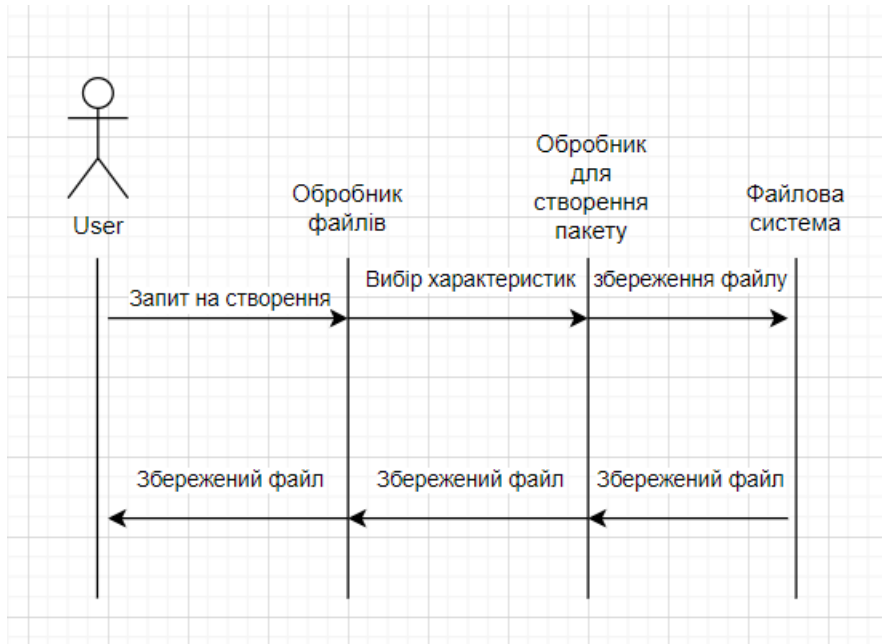 User
Обробник
файлів
Обробник
для
створення
пакету
Файлова
система
Запит на створення
Вибір характеристик
збереження файлу
Збережений файл
Збережений файл
Збережений файл